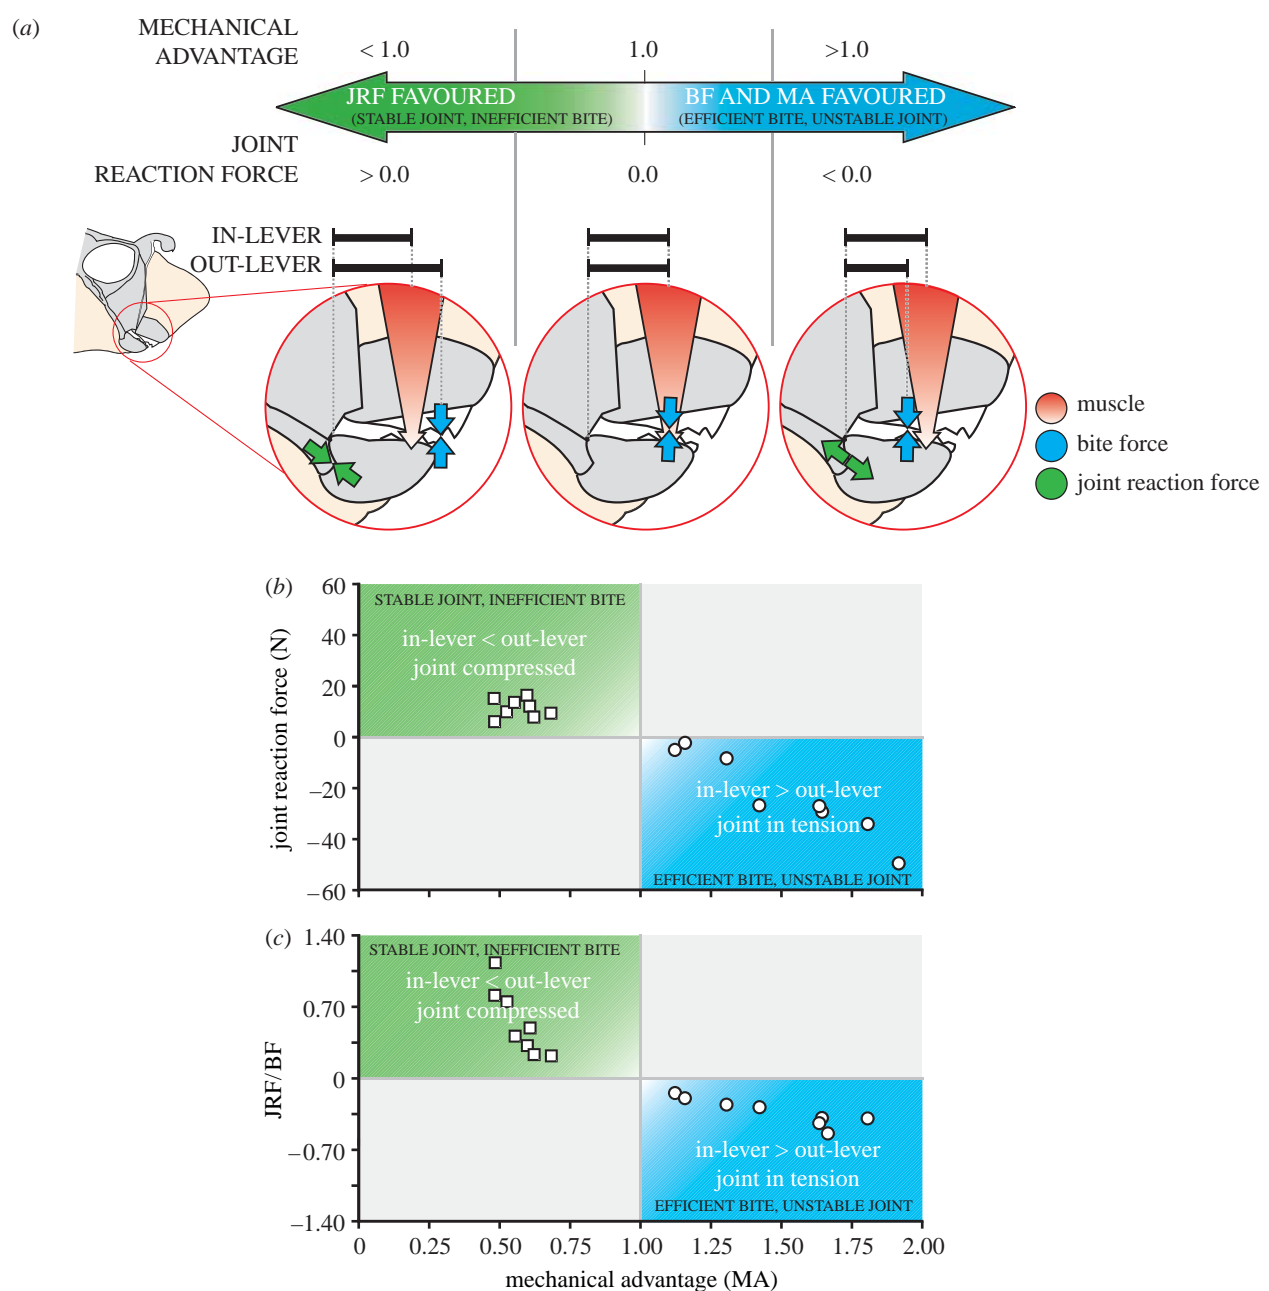 (a)
MECHANICAL
ADVANTAGE
< 1.0
1.0
>1.0
JRF FAVOURED
(STABLE JOINT, INEFFICIENT BITE)
BF AND MA FAVOURED
(EFFICIENT BITE, UNSTABLE JOINT)
JOINT
REACTION FORCE
> 0.0
0.0
< 0.0
IN-LEVER
OUT-LEVER
muscle
bite force
joint reaction force
(b)
joint reaction force (N)
60
40
20
0
–20
–40
–60
STABLE JOINT, INEFFICIENT BITE
in-lever < out-lever
joint compressed
in-lever > out-lever
joint in tension
EFFICIENT BITE, UNSTABLE JOINT
(c)
JRF/BF
1.40
0.70
0
–0.70
–1.40
STABLE JOINT, INEFFICIENT BITE
in-lever < out-lever
joint compressed
in-lever > out-lever
joint in tension
EFFICIENT BITE, UNSTABLE JOINT
0 0.25 0.50 0.75 1.00 1.25 1.50 1.75 2.00
mechanical advantage (MA)